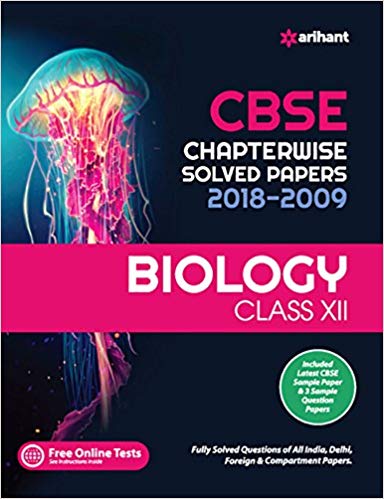 arihant
CBSE
CHAPTERWISE
SOLVED PAPERS
2018-2009
BIOLOGY
CLASS XII
Included
Latest CBSE
Sample Paper
& 3 Sample
Question
Papers
Free Online Tests
See Instructions Inside
Fully Solved Questions of All India, Delhi,
Foreign & Compartment Papers.